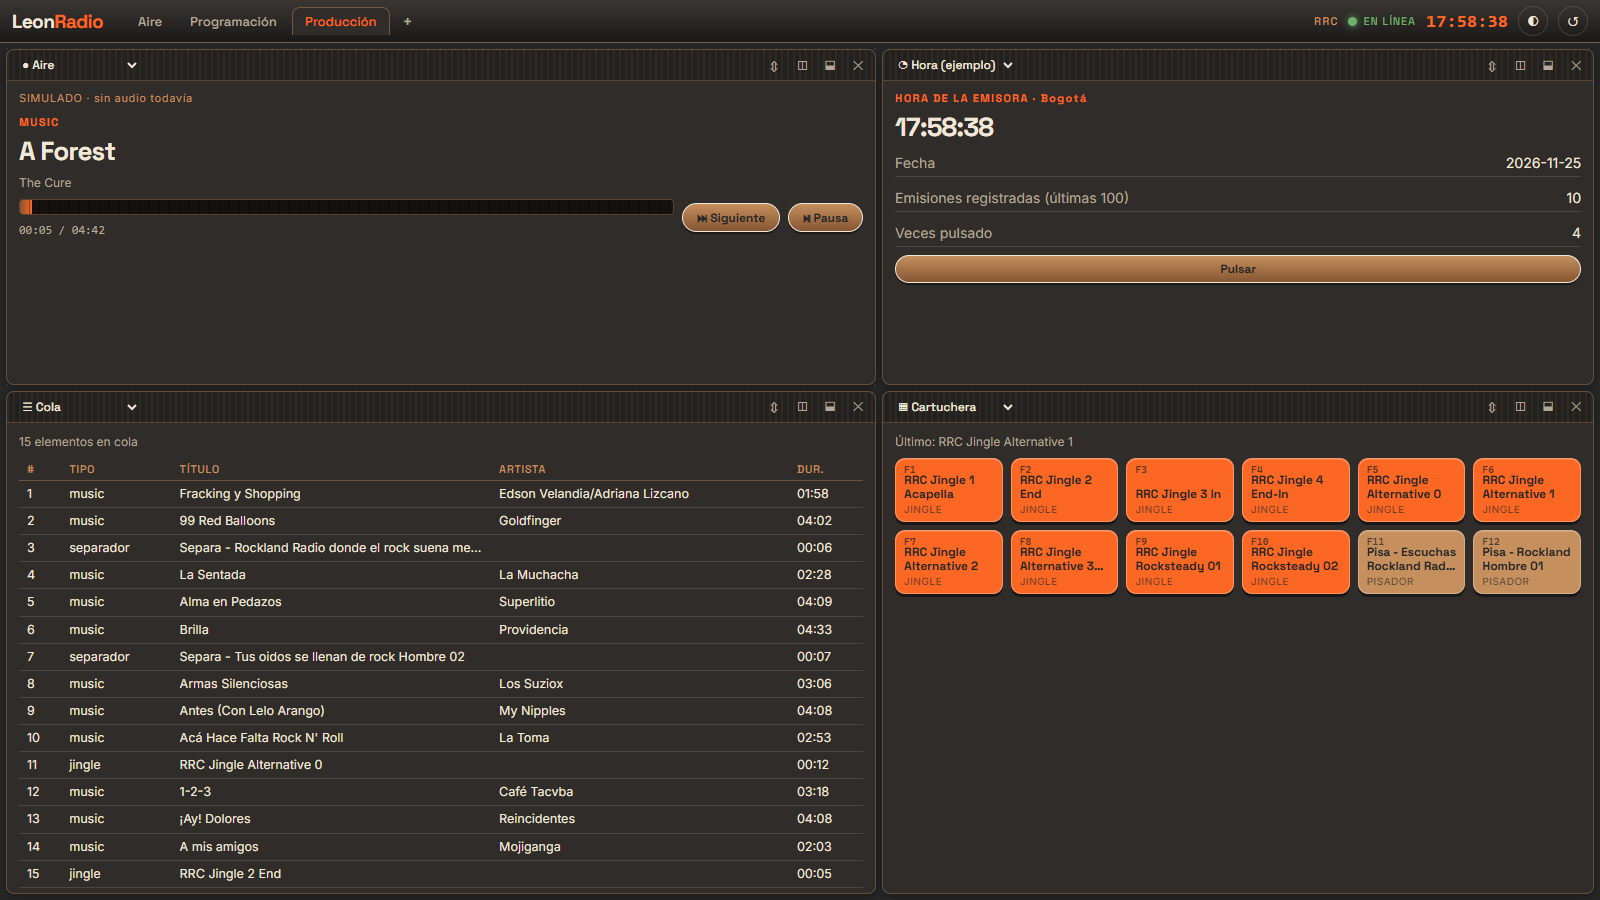 LeonRadio Aire Programación Producción + RRC EN LÍNEA 17:58:38
Aire
SIMULADO · sin audio todavía
MUSIC
A Forest
The Cure
Siguiente Pausa
00:05 / 04:42
Hora (ejemplo)
HORA DE LA EMISORA · Bogotá
17:58:38
Fecha 2026-11-25
Emisiones registradas (últimas 100) 10
Veces pulsado 4
Pulsar
Cola
15 elementos en cola
# TIPO TÍTULO ARTISTA DUR.
1 music Fracking y Shopping Edson Velandia/Adriana Lizcano 01:58
2 music 99 Red Balloons Goldfinger 04:02
3 separador Separa - Rockland Radio donde el rock suena me... 00:06
4 music La Sentada La Muchacha 02:28
5 music Alma en Pedazos Superlitio 04:09
6 music Brilla Providencia 04:33
7 separador Separa - Tus oidos se llenan de rock Hombre 02 00:07
8 music Armas Silenciosas Los Suziox 03:06
9 music Antes (Con Lelo Arango) My Nipples 04:08
10 music Acá Hace Falta Rock N' Roll La Toma 02:53
11 jingle RRC Jingle Alternative 0 00:12
12 music 1-2-3 Café Tacvba 03:18
13 music ¡Ay! Dolores Reincidentes 04:08
14 music A mis amigos Mojiganga 02:03
15 jingle RRC Jingle 2 End 00:05
Cartuchera
Último: RRC Jingle Alternative 1
F1
RRC Jingle 1
Acapella
JINGLE
F2
RRC Jingle 2
End
JINGLE
F3
RRC Jingle 3 In
JINGLE
F4
RRC Jingle 4
End-In
JINGLE
F5
RRC Jingle
Alternative 0
JINGLE
F6
RRC Jingle
Alternative 1
JINGLE
F7
RRC Jingle
Alternative 2
JINGLE
F8
RRC Jingle
Alternative 3...
JINGLE
F9
RRC Jingle
Rocksteady 01
JINGLE
F10
RRC Jingle
Rocksteady 02
JINGLE
F11
Pisa - Escuchas
Rockland Rad...
PISADOR
F12
Pisa - Rockland
Hombre 01
PISADOR